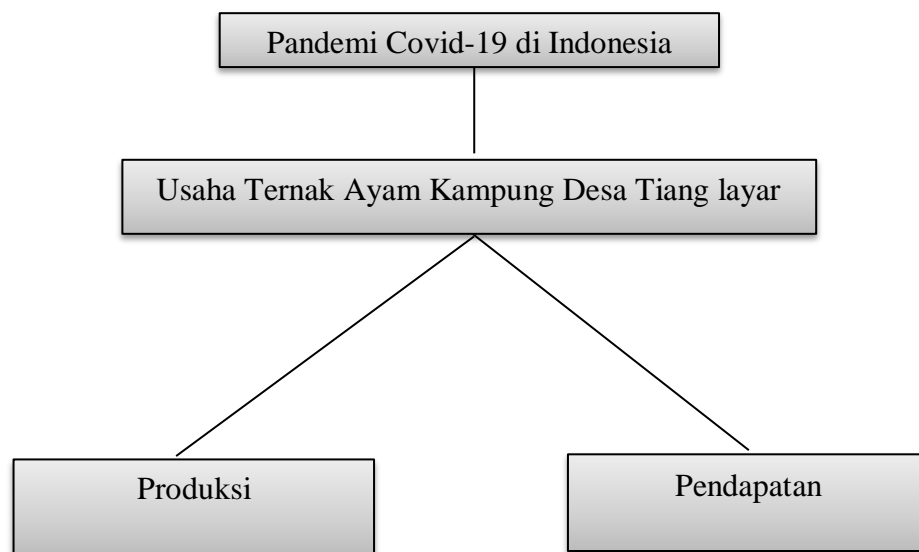 Pandemi Covid-19 di Indonesia
Usaha Ternak Ayam Kampung Desa Tiang layar
Produksi
Pendapatan